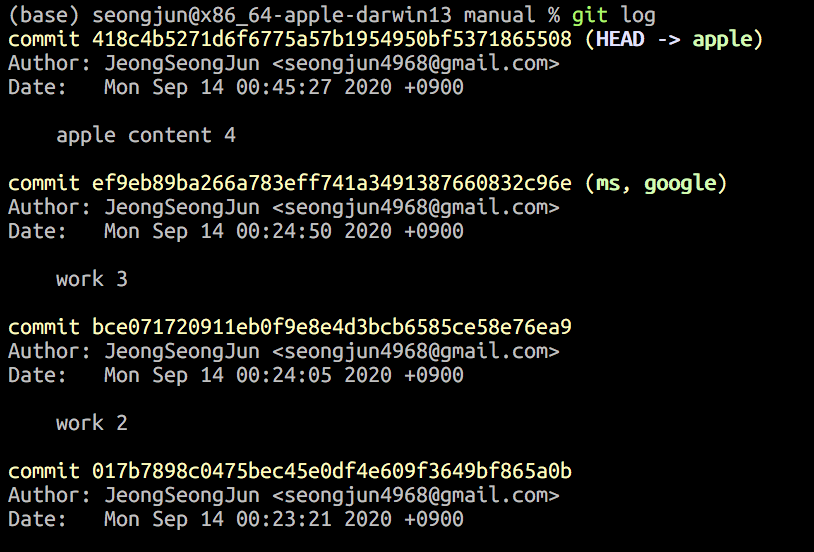 (base) seongjun@x86_64-apple-darwin13 manual % git log
commit 418c4b5271d6f6775a57b1954950bf5371865508 (HEAD -> apple)
Author: JeongSeongJun <seongjun4968@gmail.com>
Date:   Mon Sep 14 00:45:27 2020 +0900
    apple content 4
commit ef9eb89ba266a783eff741a3491387660832c96e (ms, google)
Author: JeongSeongJun <seongjun4968@gmail.com>
Date:   Mon Sep 14 00:24:50 2020 +0900
    work 3
commit bce071720911eb0f9e8e4d3bcb6585ce58e76ea9
Author: JeongSeongJun <seongjun4968@gmail.com>
Date:   Mon Sep 14 00:24:05 2020 +0900
    work 2
commit 017b7898c0475bec45e0df4e609f3649bf865a0b
Author: JeongSeongJun <seongjun4968@gmail.com>
Date:   Mon Sep 14 00:23:21 2020 +0900